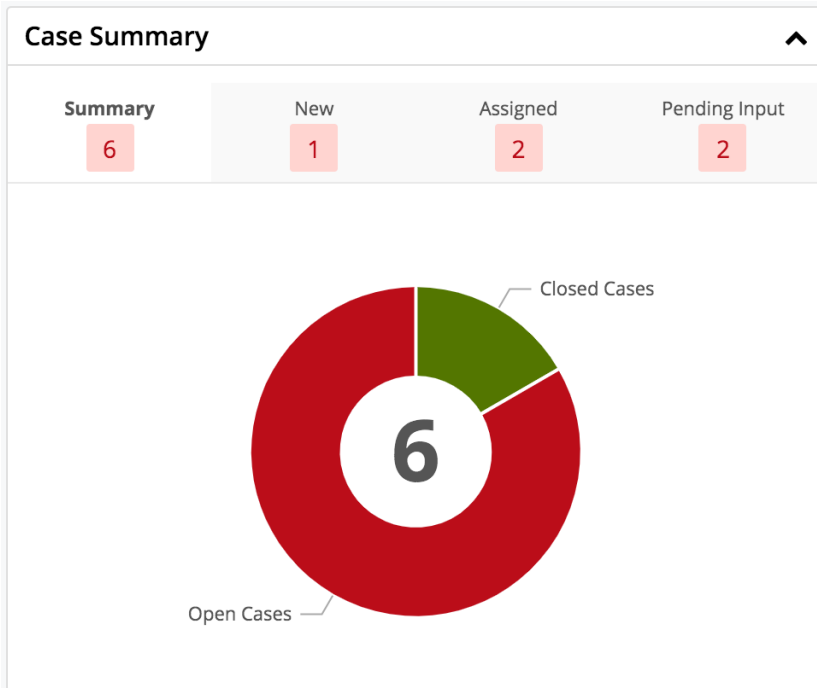 Case Summary
Summary New Assigned Pending Input
6 1 2 2
Closed Cases
6
Open Cases